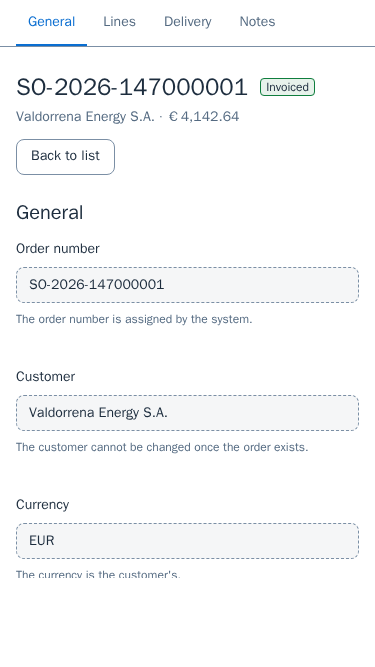 General Lines Delivery Notes
SO-2026-147000001 Invoiced
Valdorrena Energy S.A. · € 4,142.64
Back to list
General
Order number
SO-2026-147000001
The order number is assigned by the system.
Customer
Valdorrena Energy S.A.
The customer cannot be changed once the order exists.
Currency
EUR
The currency is the customer's.